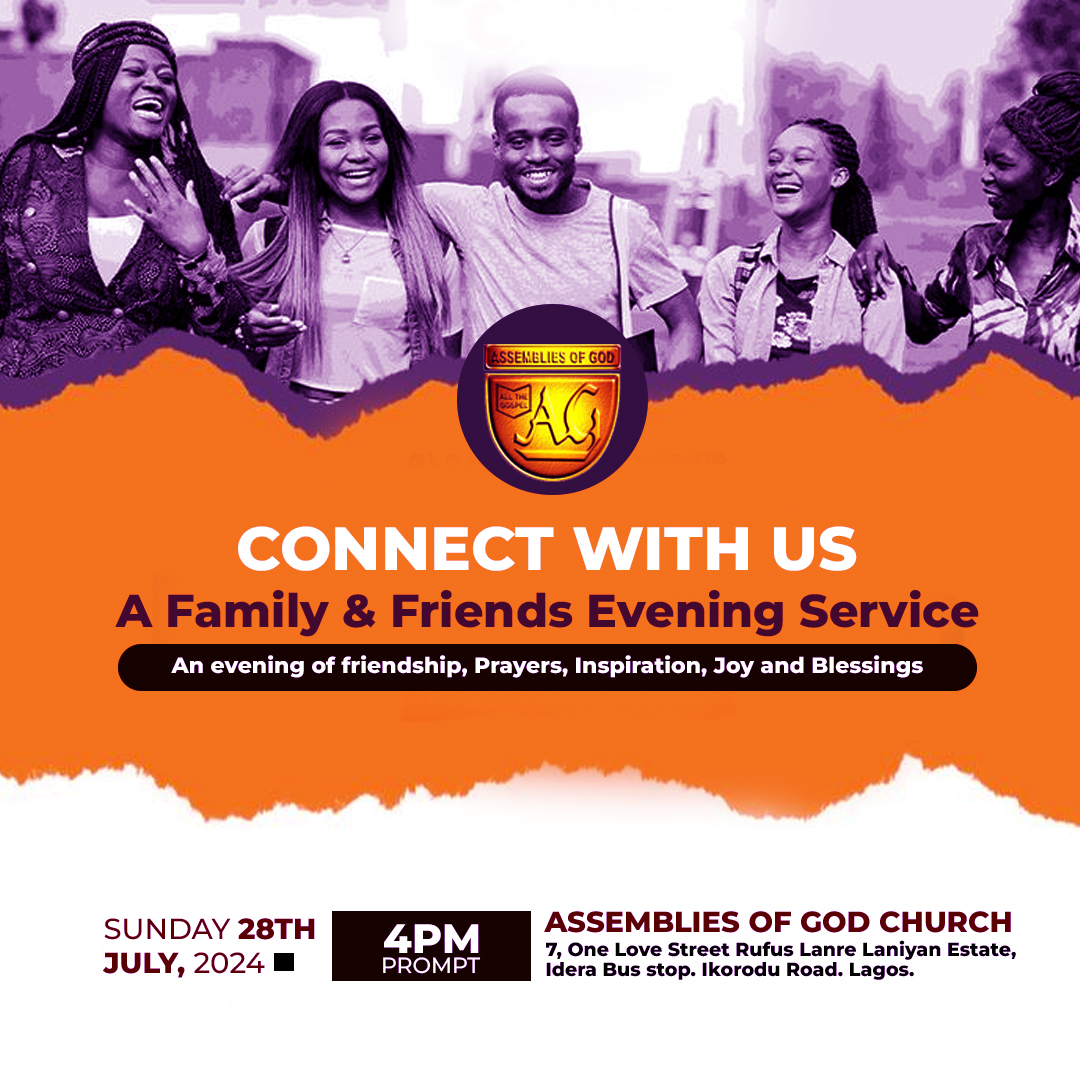 ASSEMBLIES OF GOD
ALL THE
GOSPEL
AG
CONNECT WITH US
A Family & Friends Evening Service
An evening of friendship, Prayers, Inspiration, Joy and Blessings
SUNDAY 28TH
JULY, 2024
4PM
PROMPT
ASSEMBLIES OF GOD CHURCH
7, One Love Street Rufus Lanre Laniyan Estate,
Idera Bus stop. Ikorodu Road. Lagos.